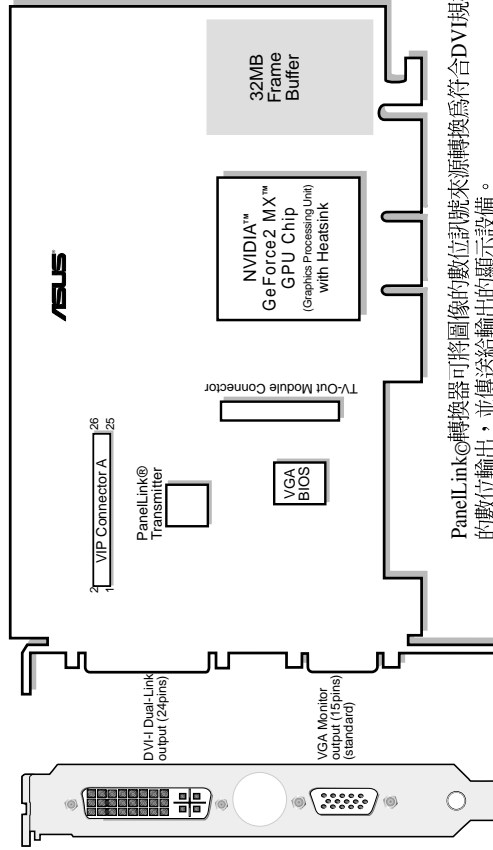 ASUS
32MB
Frame
Buffer
NVIDIA™
GeForce2 MX™
GPU Chip
(Graphics Processing Unit)
with Heatsink
TV-Out Module Connector
2
1
VIP Connector A
26
25
PanelLink®
Transmitter
VGA
BIOS
DVI-I Dual-Link
output (24pins)
VGA Monitor
output (15pins)
(standard)
PanelLink©轉換器可將圖像的數位訊號來源轉換為符合DVI規
的數位輸出，並傳送給輸出的顯示設備。